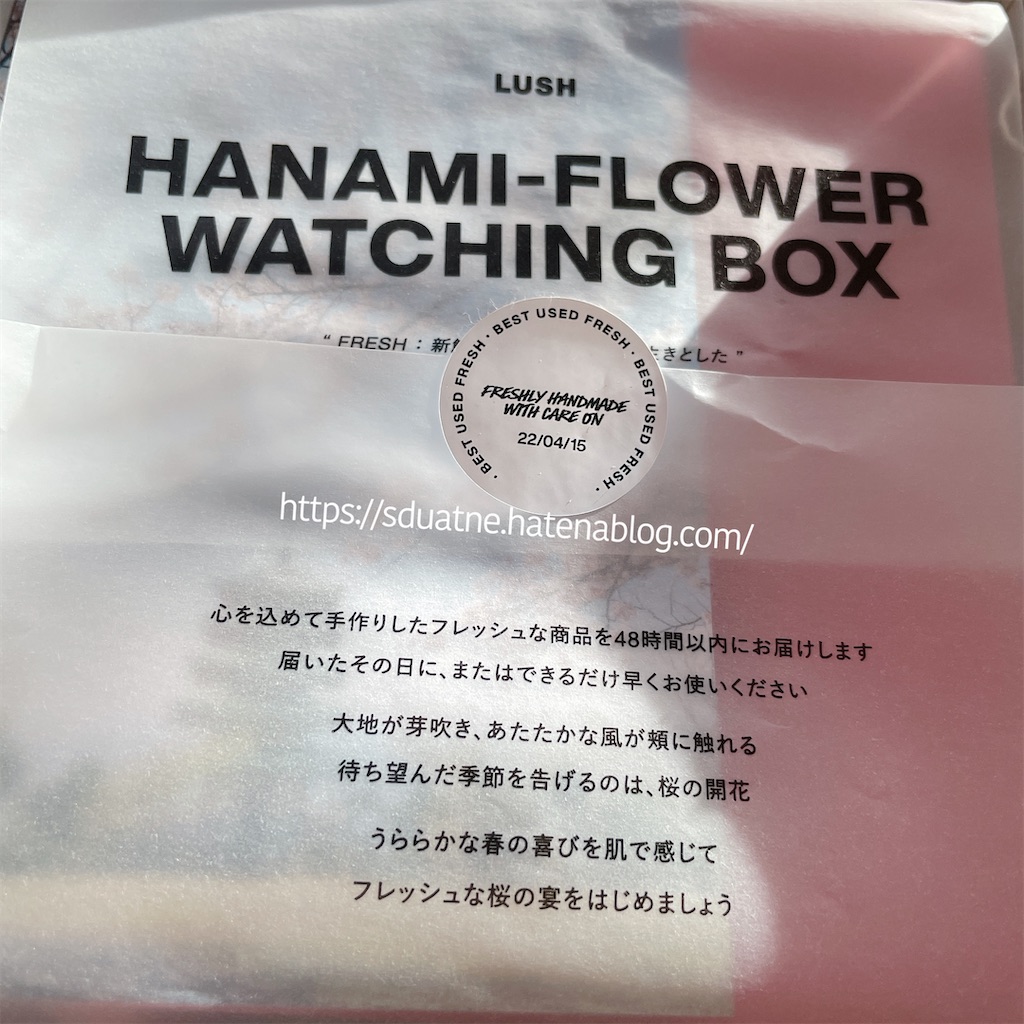 LUSH
HANAMI-FLOWER
WATCHING BOX
“ FRESH : 新 きとした ”
· BEST USED FRESH · BEST USED FRESH · BEST USED FRESH ·
FRESHLY HANDMADE
WITH CARE ON
22/04/15
https://sduatne.hatenablog.com/
心を込めて手作りしたフレッシュな商品を48時間以内にお届けします
届いたその日に、またはできるだけ早くお使いください
大地が芽吹き、あたたかな風が頬に触れる
待ち望んだ季節を告げるのは、桜の開花
うららかな春の喜びを肌で感じて
フレッシュな桜の宴をはじめましょう